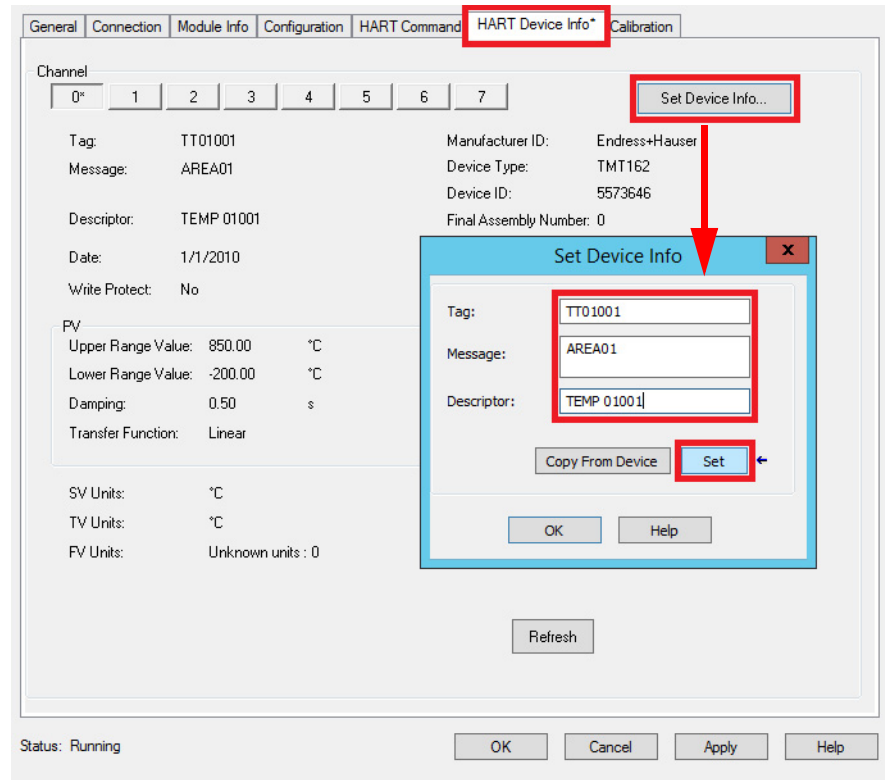 General Connection Module Info Configuration HART Command HART Device Info* Calibration
Channel
0* 1 2 3 4 5 6 7 Set Device Info...
Tag: TT01001 Manufacturer ID: Endress+Hauser
Message: AREA01 Device Type: TMT162
Device ID: 5573646
Descriptor: TEMP 01001 Final Assembly Number: 0
Date: 1/1/2010
Write Protect: No
PV
Upper Range Value: 850.00 °C
Lower Range Value: -200.00 °C
Damping: 0.50 s
Transfer Function: Linear
SV Units: °C
TV Units: °C
FV Units: Unknown units : 0
Set Device Info x
Tag: TT01001
Message: AREA01
Descriptor: TEMP 01001
Copy From Device Set
OK Help
Refresh
Status: Running OK Cancel Apply Help